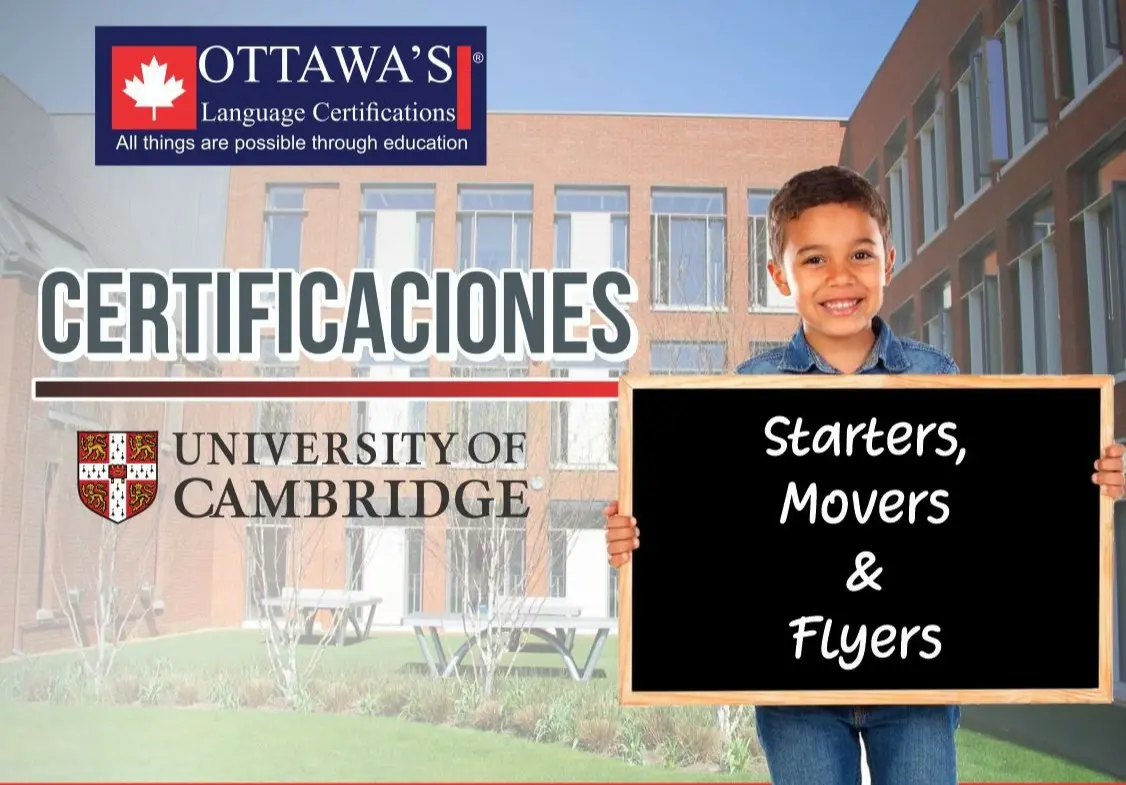 OTTAWA'S®
Language Certifications
All things are possible through education
CERTIFICACIONES
UNIVERSITY OF
CAMBRIDGE
Starters,
Movers
&
Flyers